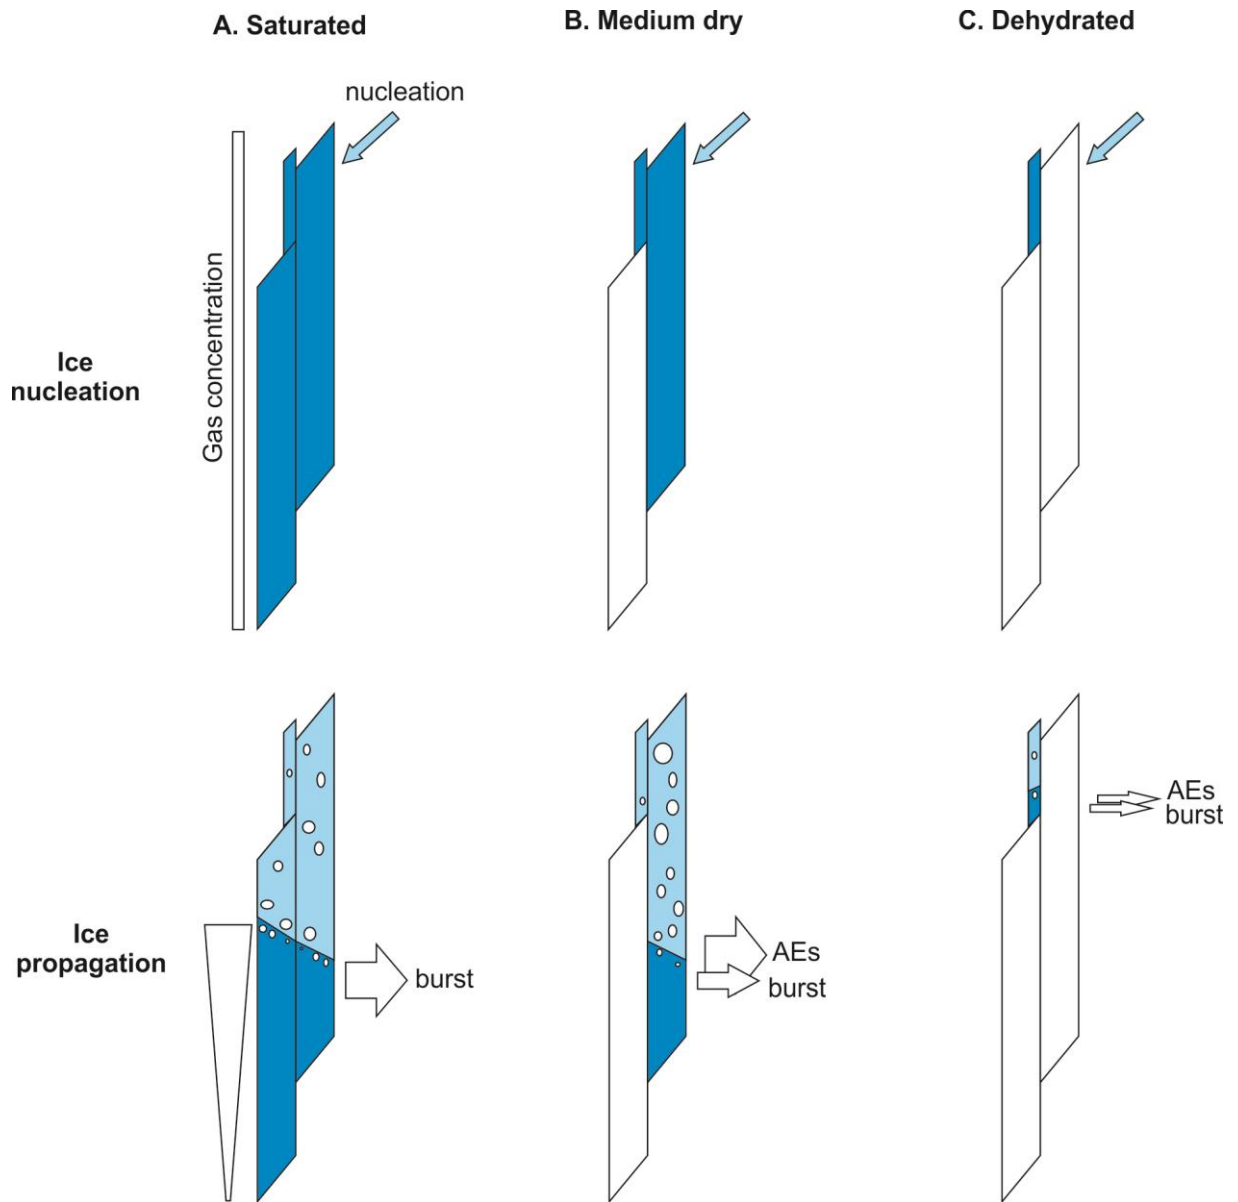 A. Saturated
B. Medium dry
C. Dehydrated
nucleation
Gas concentration
Ice
nucleation
AEs
burst
Ice
propagation
burst
AEs
burst